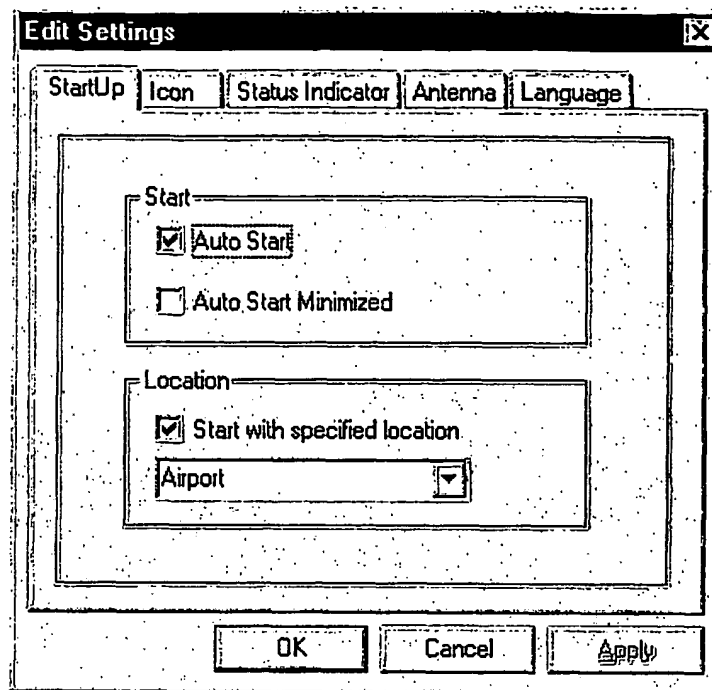 Edit Settings
StartUp Icon Status Indicator Antenna Language
Start
Auto Start
Auto Start Minimized
Location
Start with specified location
Airport
OK Cancel Apply